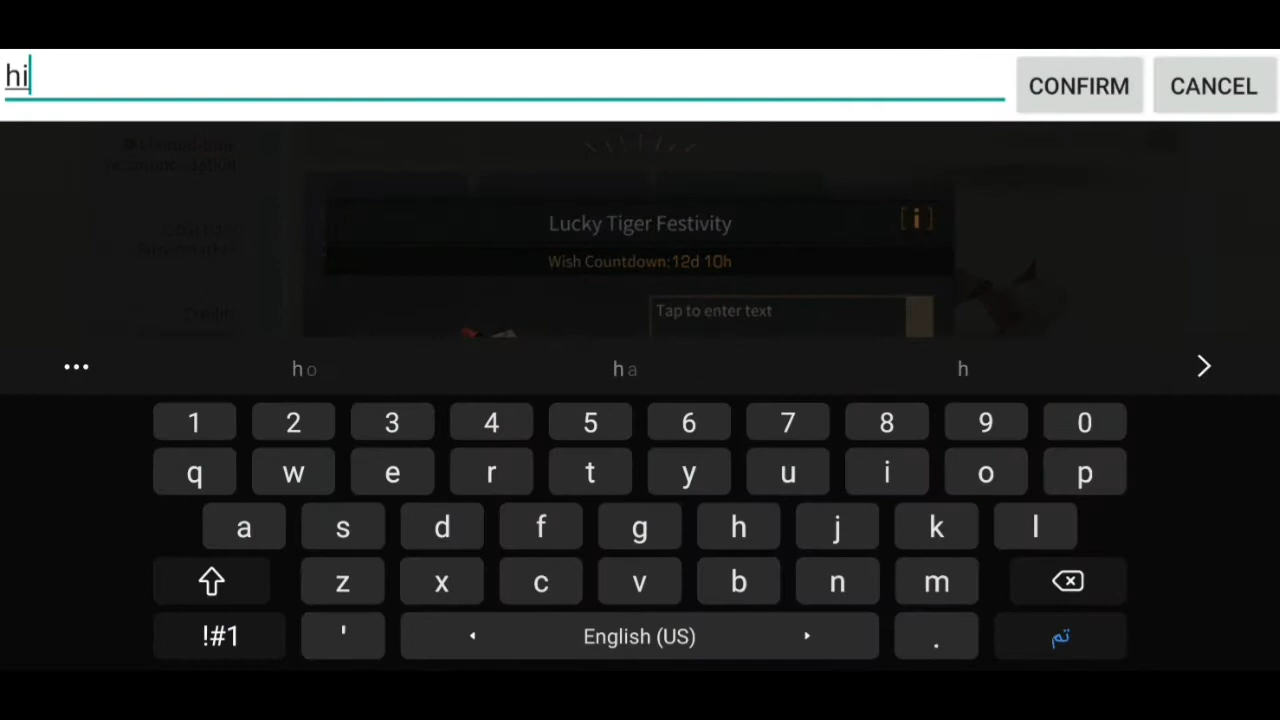 hi
CONFIRM
CANCEL
Lucky Tiger Festivity
[i]
Wish Countdown:12d 10h
Tap to enter text
ho
ha
h
1 2 3 4 5 6 7 8 9 0
q w e r t y u i o p
a s d f g h j k l
z x c v b n m
!#1 ' English (US) . تم